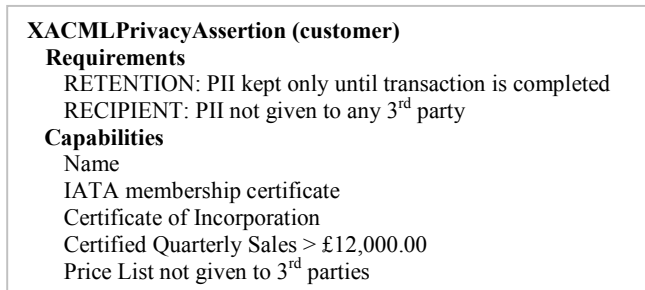 XACMLPrivacyAssertion (customer)
Requirements
RETENTION: PII kept only until transaction is completed
RECIPIENT: PII not given to any 3rd party
Capabilities
Name
IATA membership certificate
Certificate of Incorporation
Certified Quarterly Sales > £12,000.00
Price List not given to 3rd parties